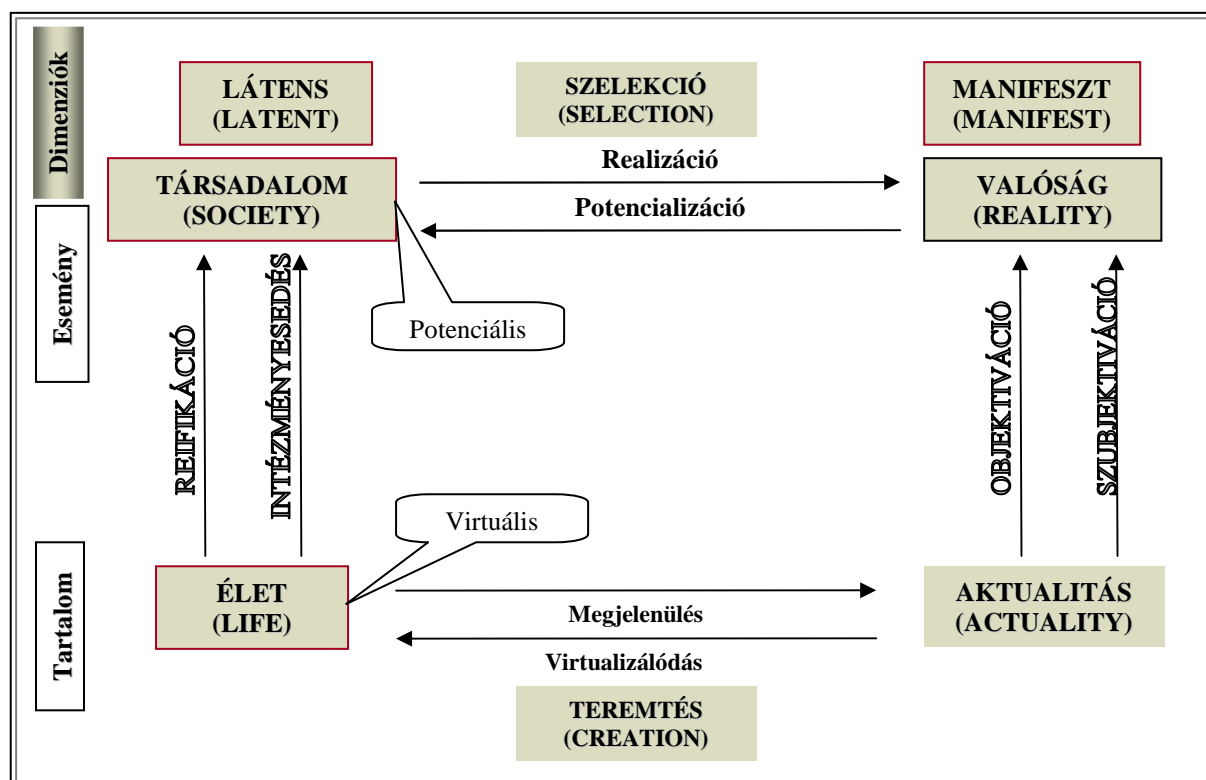 Dimenziók
LÁTENS
(LATENT)
SZELEKCIÓ
(SELECTION)
MANIFESZT
(MANIFEST)
TÁRSADALOM
(SOCIETY)
Realizáció
Potencializáció
VALÓSÁG
(REALITY)
Esemény
REIFIKÁCIÓ
INTÉZMÉNYESEDÉS
Potenciális
OBJEKTIVÁCIÓ
SZUBJEKTIVÁCIÓ
Virtuális
Tartalom
ÉLET
(LIFE)
Megjelenülés
Virtualizálódás
AKTUALITÁS
(ACTUALITY)
TEREMTÉS
(CREATION)